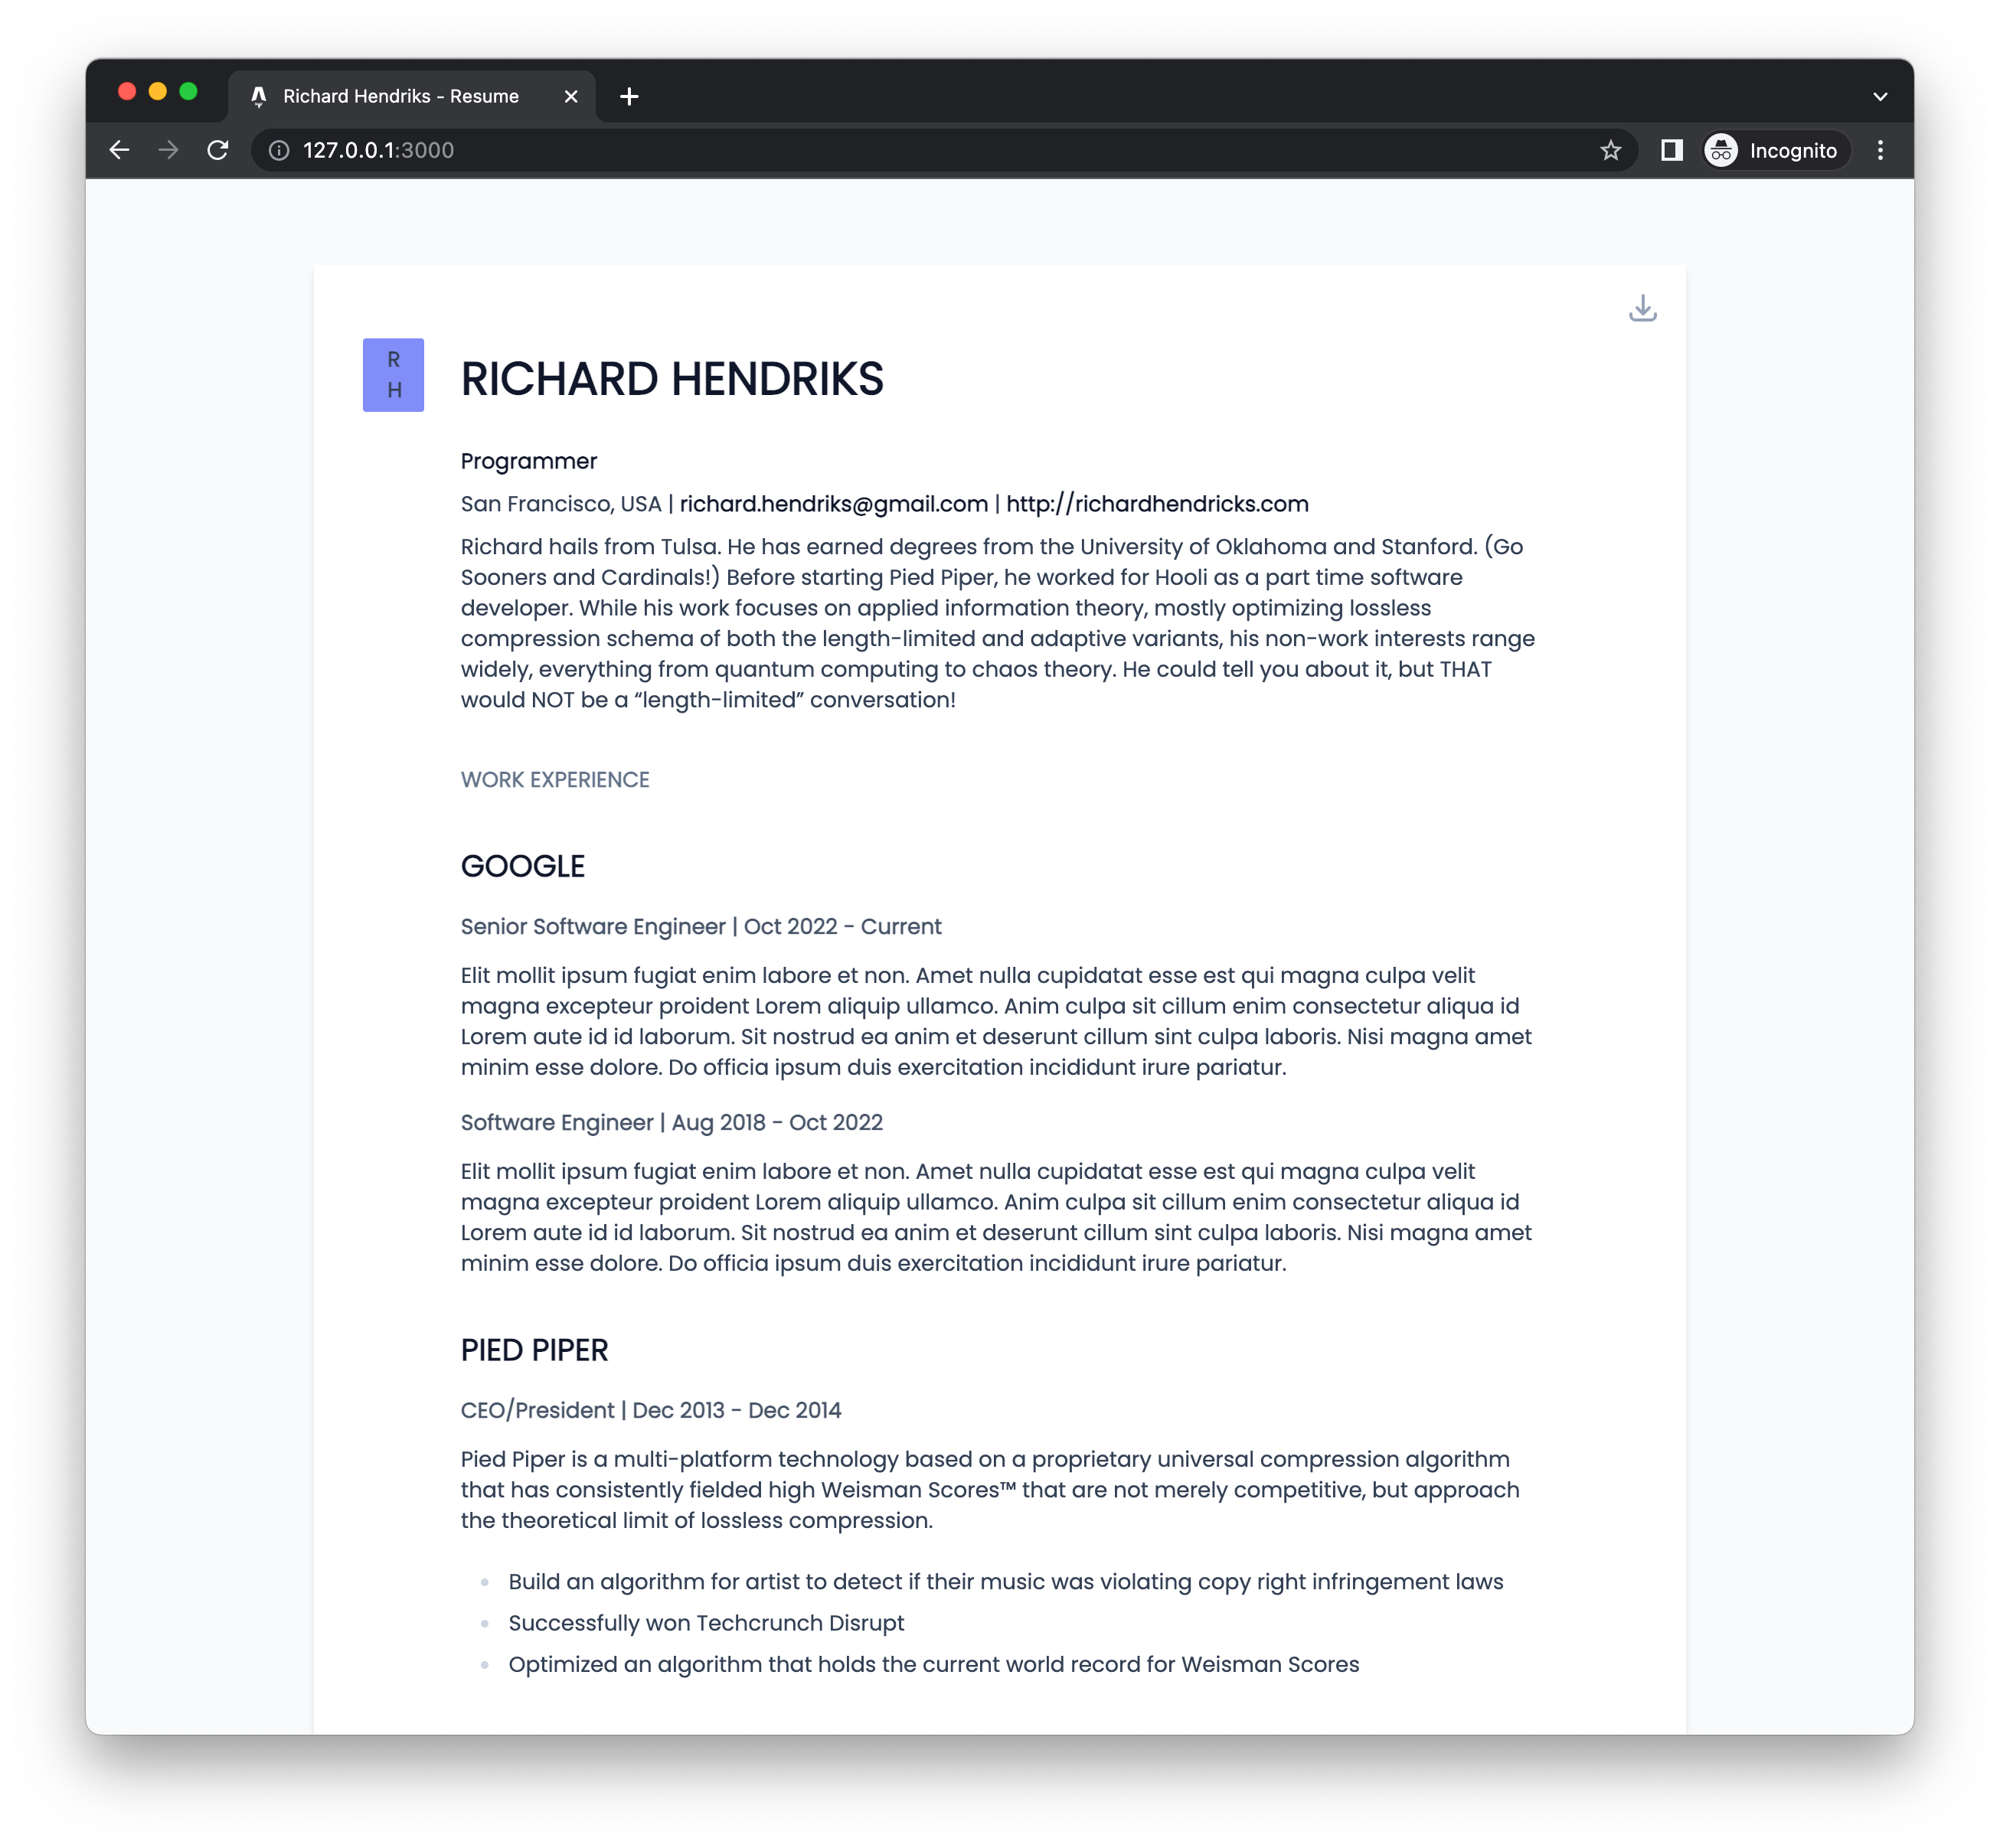 Richard Hendriks - Resume
127.0.0.1:3000
Incognito
R
H
RICHARD HENDRIKS
Programmer
San Francisco, USA | richard.hendriks@gmail.com | http://richardhendricks.com
Richard hails from Tulsa. He has earned degrees from the University of Oklahoma and Stanford. (Go
Sooners and Cardinals!) Before starting Pied Piper, he worked for Hooli as a part time software
developer. While his work focuses on applied information theory, mostly optimizing lossless
compression schema of both the length-limited and adaptive variants, his non-work interests range
widely, everything from quantum computing to chaos theory. He could tell you about it, but THAT
would NOT be a “length-limited” conversation!
WORK EXPERIENCE
GOOGLE
Senior Software Engineer | Oct 2022 - Current
Elit mollit ipsum fugiat enim labore et non. Amet nulla cupidatat esse est qui magna culpa velit
magna excepteur proident Lorem aliquip ullamco. Anim culpa sit cillum enim consectetur aliqua id
Lorem aute id id laborum. Sit nostrud ea anim et deserunt cillum sint culpa laboris. Nisi magna amet
minim esse dolore. Do officia ipsum duis exercitation incididunt irure pariatur.
Software Engineer | Aug 2018 - Oct 2022
Elit mollit ipsum fugiat enim labore et non. Amet nulla cupidatat esse est qui magna culpa velit
magna excepteur proident Lorem aliquip ullamco. Anim culpa sit cillum enim consectetur aliqua id
Lorem aute id id laborum. Sit nostrud ea anim et deserunt cillum sint culpa laboris. Nisi magna amet
minim esse dolore. Do officia ipsum duis exercitation incididunt irure pariatur.
PIED PIPER
CEO/President | Dec 2013 - Dec 2014
Pied Piper is a multi-platform technology based on a proprietary universal compression algorithm
that has consistently fielded high Weisman Scores™ that are not merely competitive, but approach
the theoretical limit of lossless compression.
• Build an algorithm for artist to detect if their music was violating copy right infringement laws
• Successfully won Techcrunch Disrupt
• Optimized an algorithm that holds the current world record for Weisman Scores